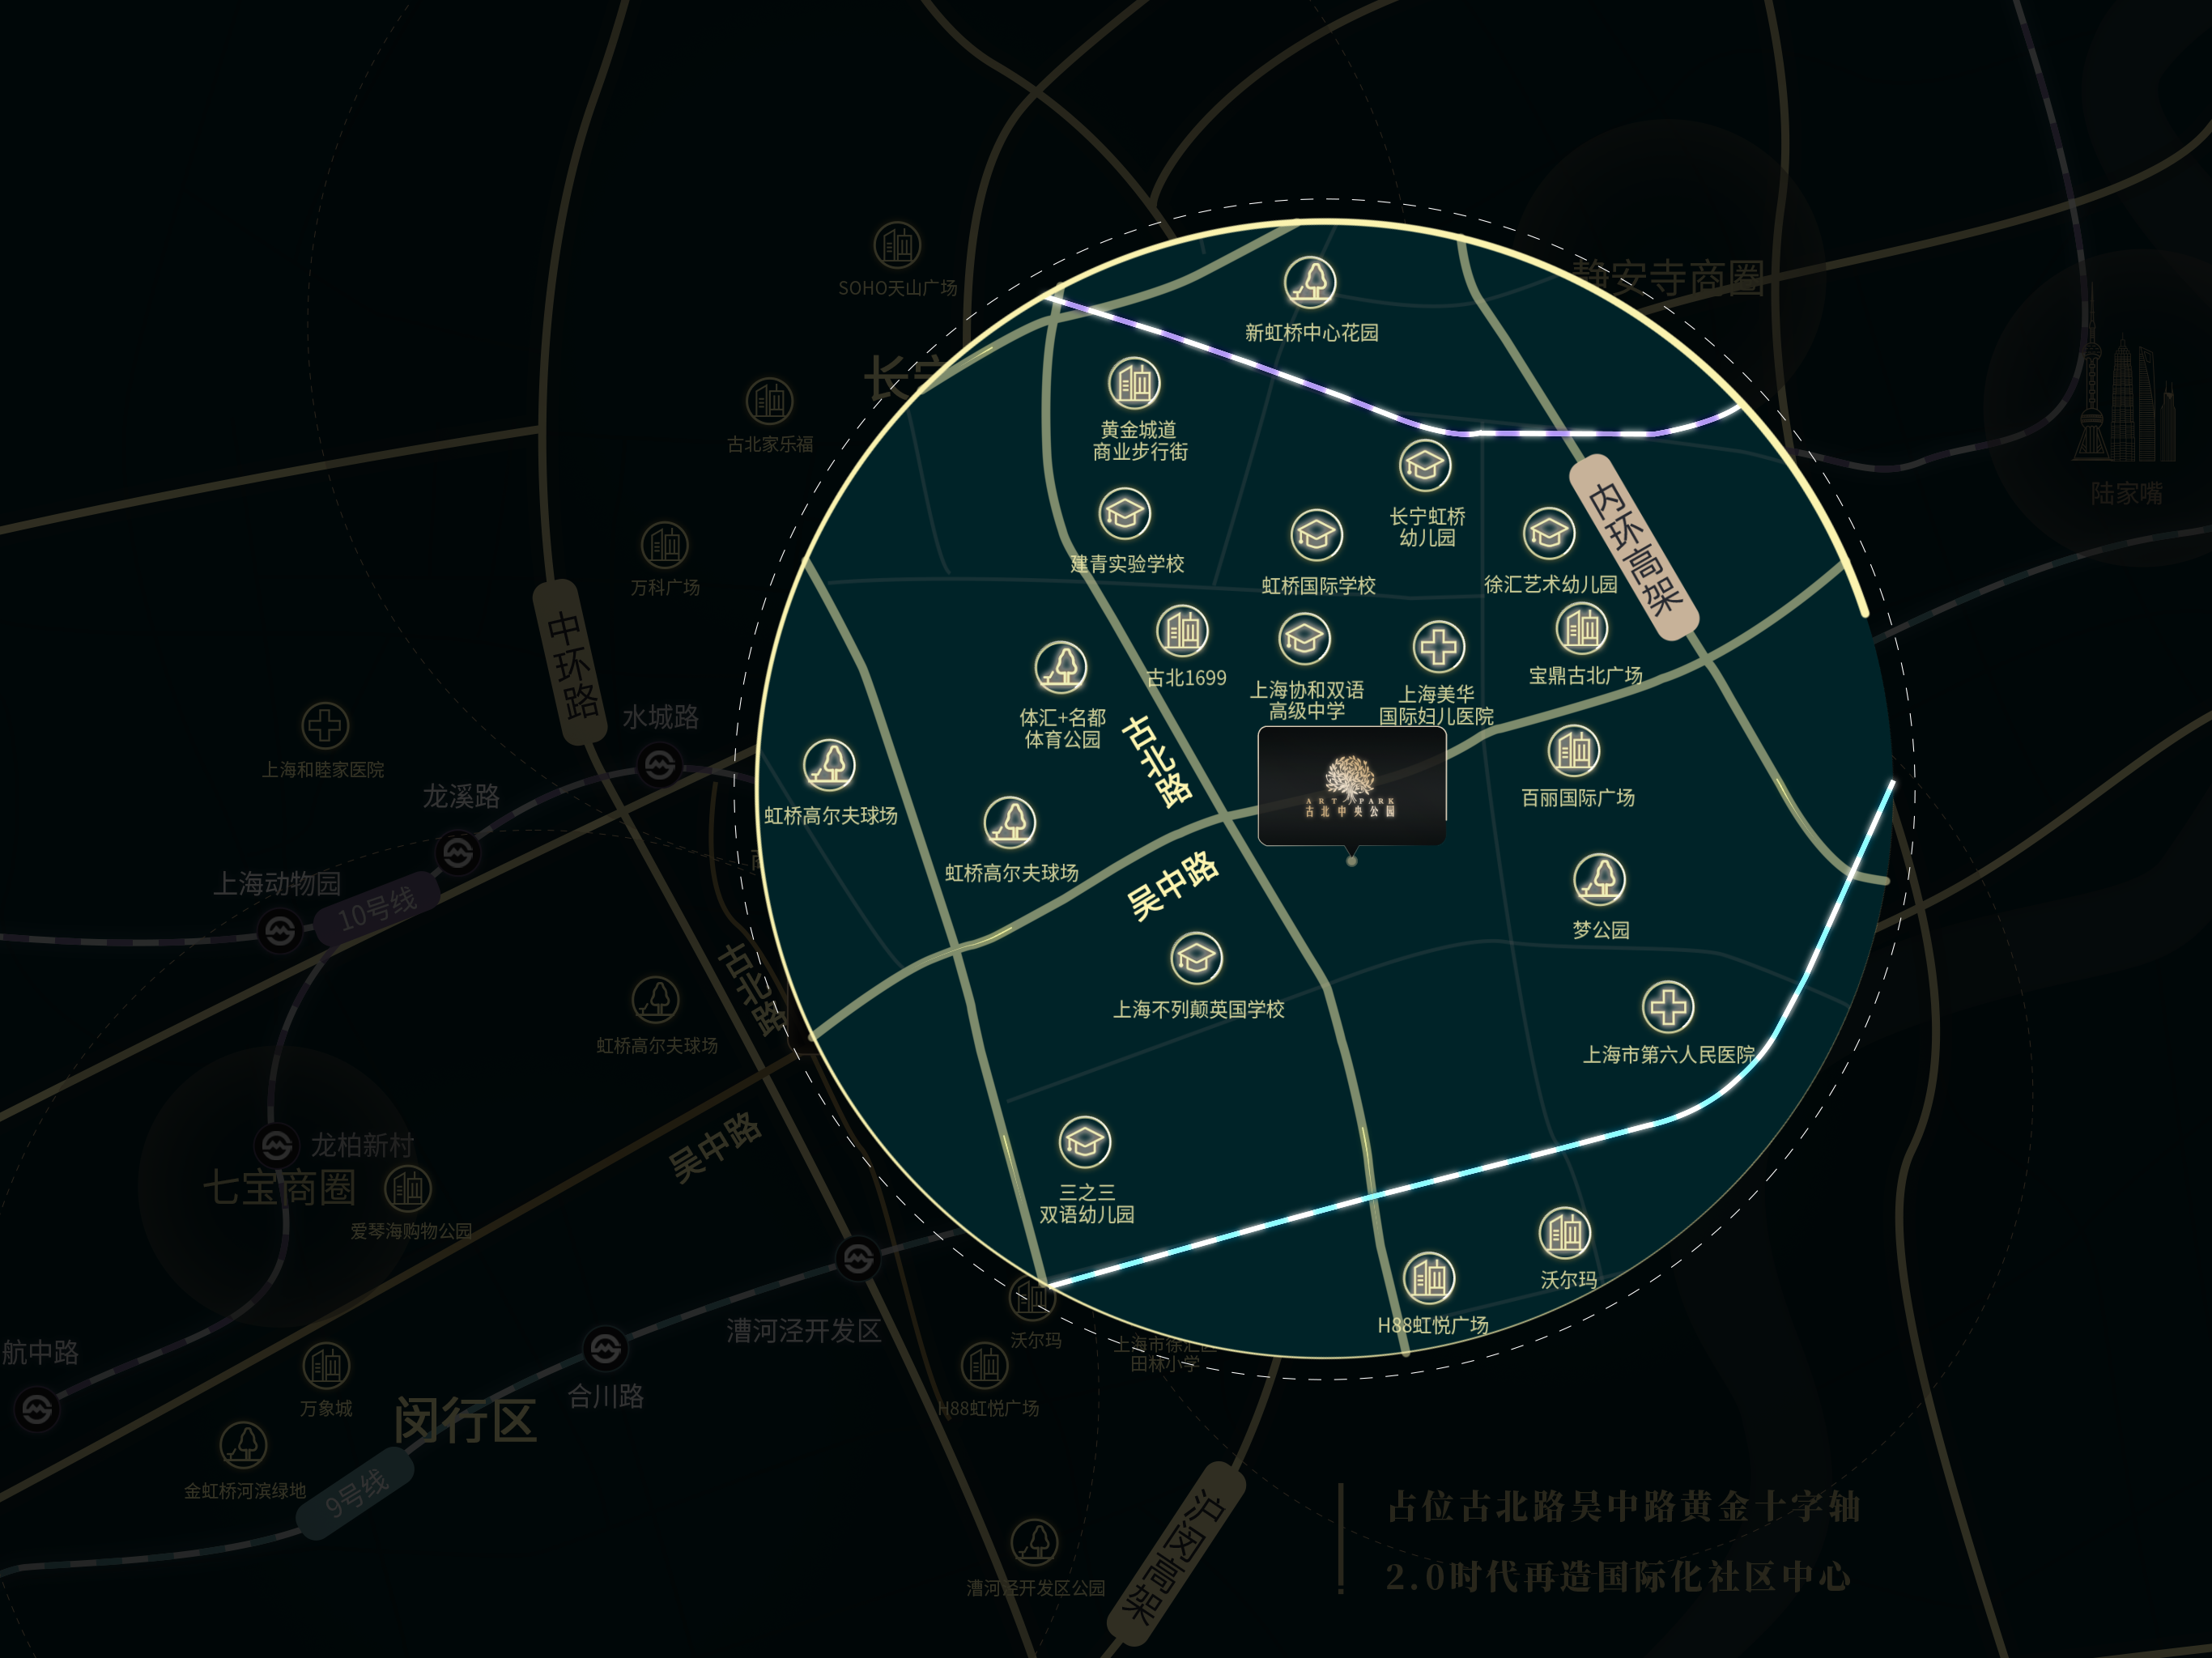 SOHO天山广场
静安寺商圈
新虹桥中心花园
长宁
黄金城道
商业步行街
古北家乐福
陆家嘴
长宁虹桥
幼儿园
内环高架
建青实验学校
虹桥国际学校
徐汇艺术幼儿园
万科广场
中环路
古北1699
宝鼎古北广场
上海协和双语
高级中学
上海美华
国际妇儿医院
体汇+名都
体育公园
水城路
古北路
上海和睦家医院
龙溪路
虹桥高尔夫球场
ART PARK
古北中央公园
百丽国际广场
上海动物园
10号线
虹桥高尔夫球场
吴中路
梦公园
古北路
上海不列颠英国学校
虹桥高尔夫球场
上海市第六人民医院
龙柏新村
吴中路
七宝商圈
三之三
双语幼儿园
爱琴海购物公园
沃尔玛
H88虹悦广场
漕河泾开发区
沃尔玛
上海市徐汇区
田林小学
航中路
合川路
万象城
闵行区
H88虹悦广场
金虹桥河滨绿地
9号线
沪闵高架
漕河泾开发区公园
占位古北路吴中路黄金十字轴
2.0时代再造国际化社区中心